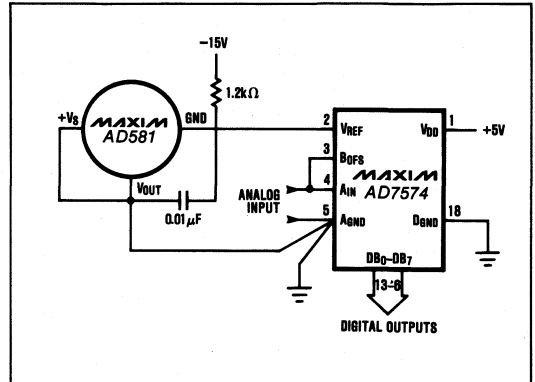 -15V
1.2kΩ
+VS
GND
MAXIM
AD581
VOUT
0.01µF
2
VREF
VDD
1
+5V
3
BOFS
MAXIM
ANALOG
INPUT
4
AIN
AD7574
5
AGND
DGND
18
DB0-DB7
13-6
DIGITAL OUTPUTS